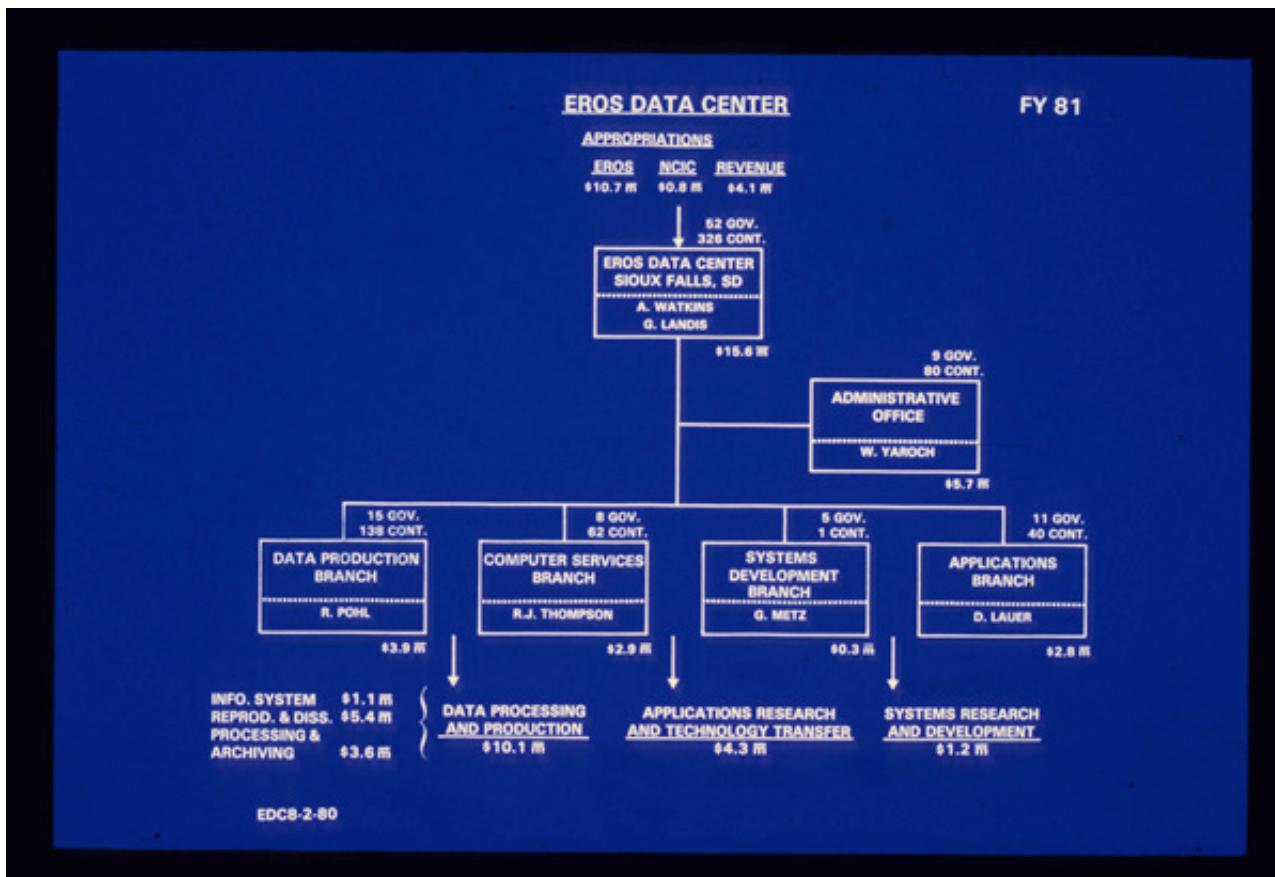 EROS DATA CENTER
FY 81
APPROPRIATIONS
EROS NCIC REVENUE
$10.7 m $0.8 m $4.1 m
52 GOV.
326 CONT.
EROS DATA CENTER
SIOUX FALLS, SD
A. WATKINS
G. LANDIS
$15.6 m
9 GOV.
80 CONT.
ADMINISTRATIVE
OFFICE
W. YAROCH
$5.7 m
15 GOV.
138 CONT.
DATA PRODUCTION
BRANCH
R. POHL
$3.9 m
8 GOV.
62 CONT.
COMPUTER SERVICES
BRANCH
R.J. THOMPSON
$2.9 m
5 GOV.
1 CONT.
SYSTEMS
DEVELOPMENT
BRANCH
G. METZ
$0.3 m
11 GOV.
40 CONT.
APPLICATIONS
BRANCH
D. LAUER
$2.8 m
INFO. SYSTEM $1.1 m
REPROD. & DISS. $5.4 m
PROCESSING &
ARCHIVING $3.6 m
DATA PROCESSING
AND PRODUCTION
$10.1 m
APPLICATIONS RESEARCH
AND TECHNOLOGY TRANSFER
$4.3 m
SYSTEMS RESEARCH
AND DEVELOPMENT
$1.2 m
EDC8-2-80